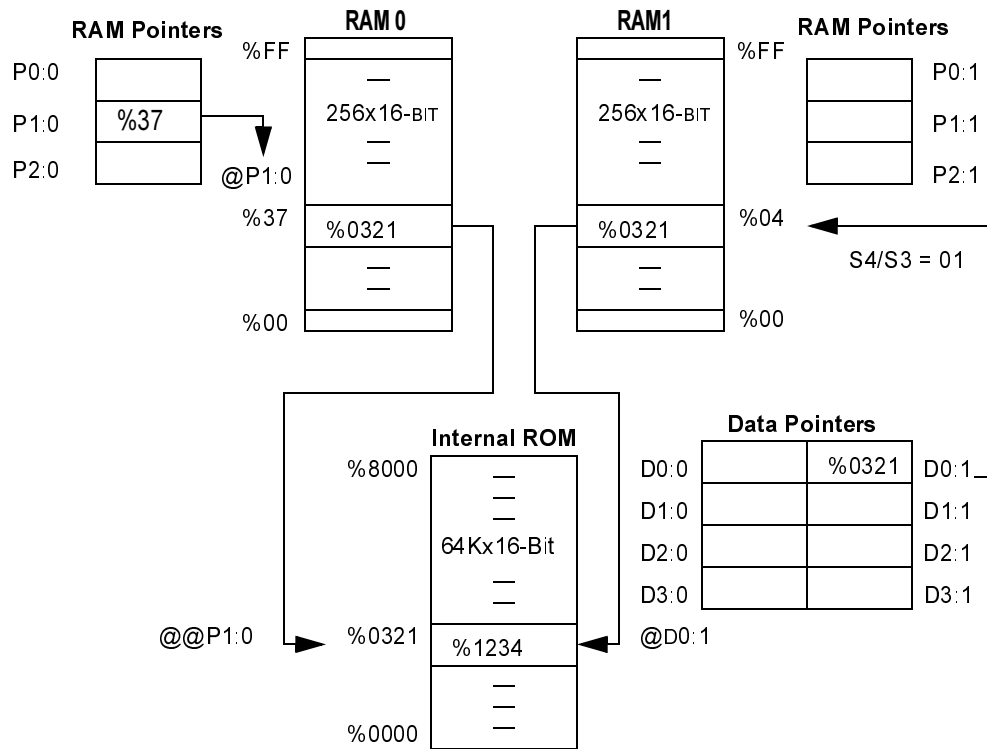 RAM Pointers
P0:0
P1:0
P2:0
%37
@P1:0
RAM 0
%FF
256x16-BIT
%37
%0321
%00
RAM1
%FF
256x16-BIT
%0321
%04
%00
RAM Pointers
P0:1
P1:1
P2:1
S4/S3 = 01
Internal ROM
%8000
64Kx16-Bit
@@P1:0
%0321
%1234
@D0:1
%0000
Data Pointers
D0:0
%0321
D0:1
D1:0
D1:1
D2:0
D2:1
D3:0
D3:1